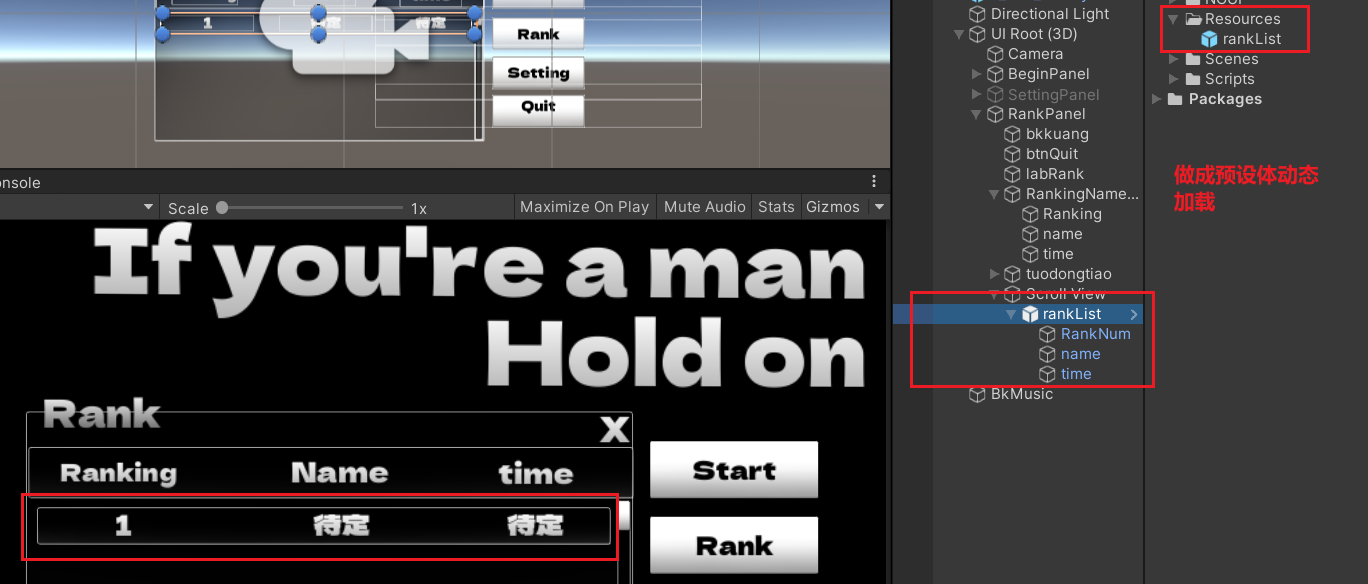 1
待定
Rank
Setting
Quit
onsole
Scale 1x Maximize On Play Mute Audio Stats Gizmos
If you're a man
Hold on
Rank X
Ranking Name time
1 待定 待定
Start
Rank
Directional Light
UI Root (3D)
Camera
BeginPanel
SettingPanel
RankPanel
bkkuang
btnQuit
labRank
RankingName...
Ranking
name
time
tuodongtiao
Scroll View
rankList
RankNum
name
time
BkMusic
NGUI
Resources
rankList
Scenes
Scripts
Packages
做成预设体动态
加载